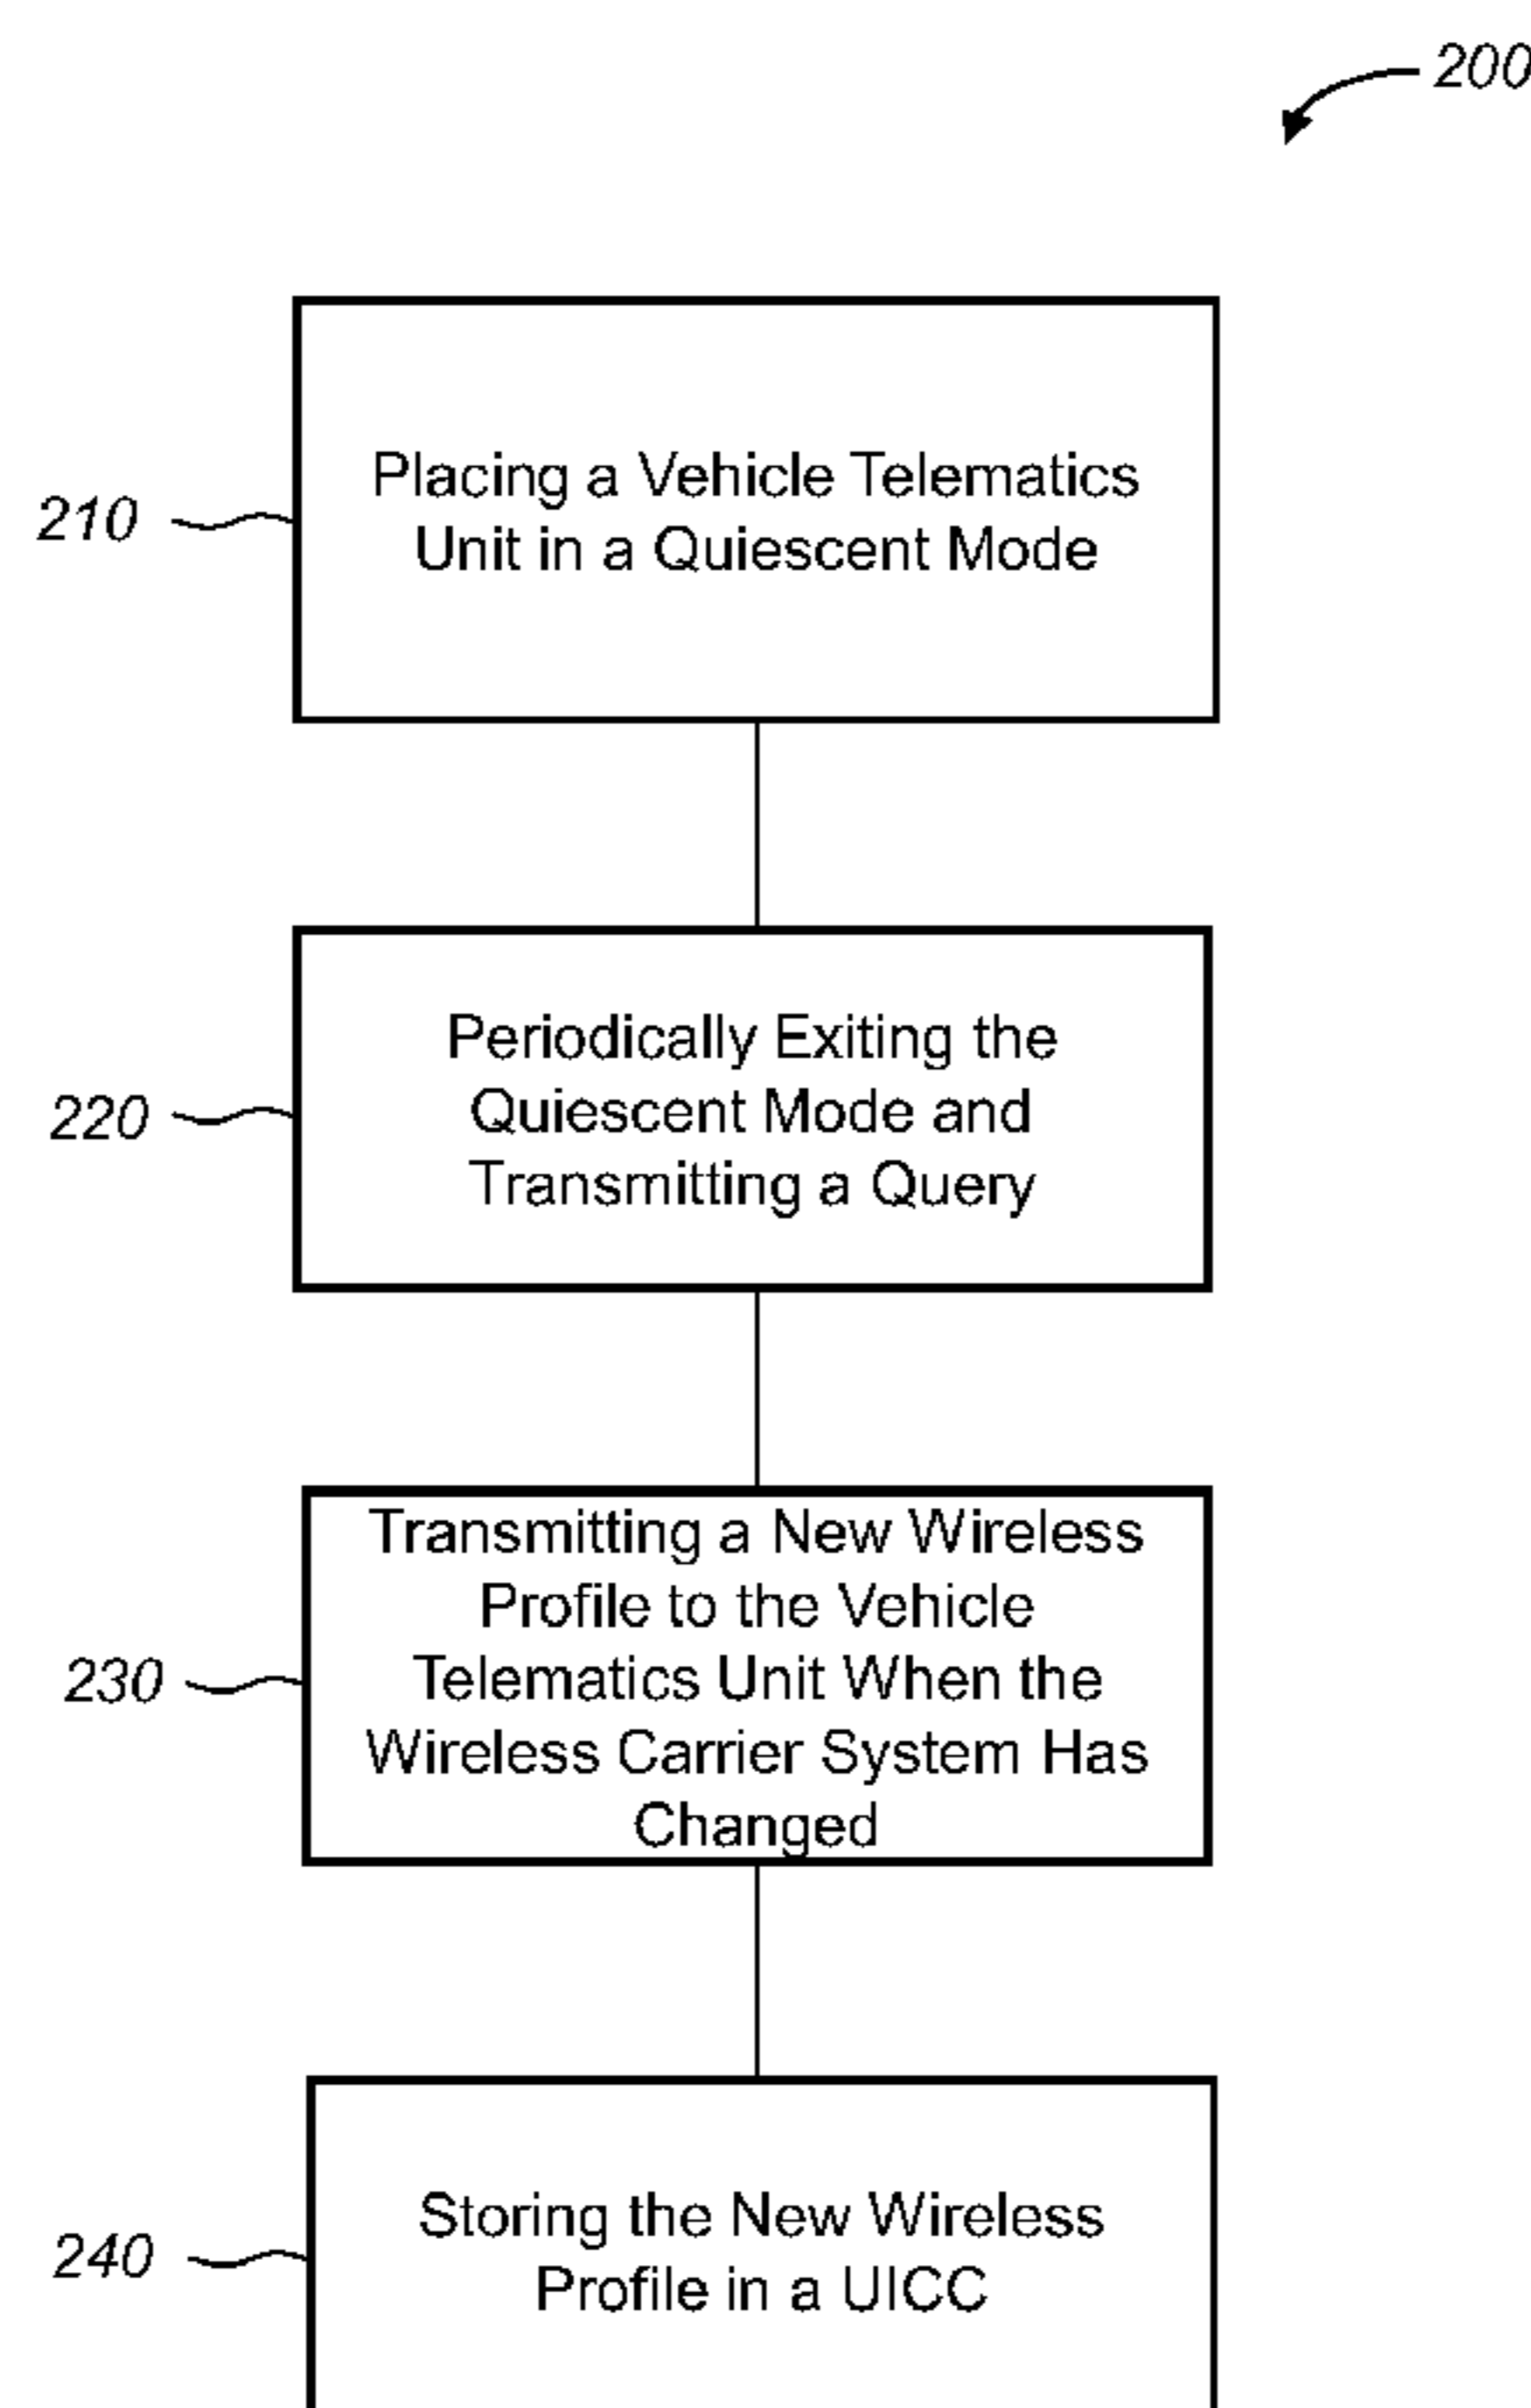 200
210
Placing a Vehicle Telematics
Unit in a Quiescent Mode
220
Periodically Exiting the
Quiescent Mode and
Transmitting a Query
230
Transmitting a New Wireless
Profile to the Vehicle
Telematics Unit When the
Wireless Carrier System Has
Changed
240
Storing the New Wireless
Profile in a UICC